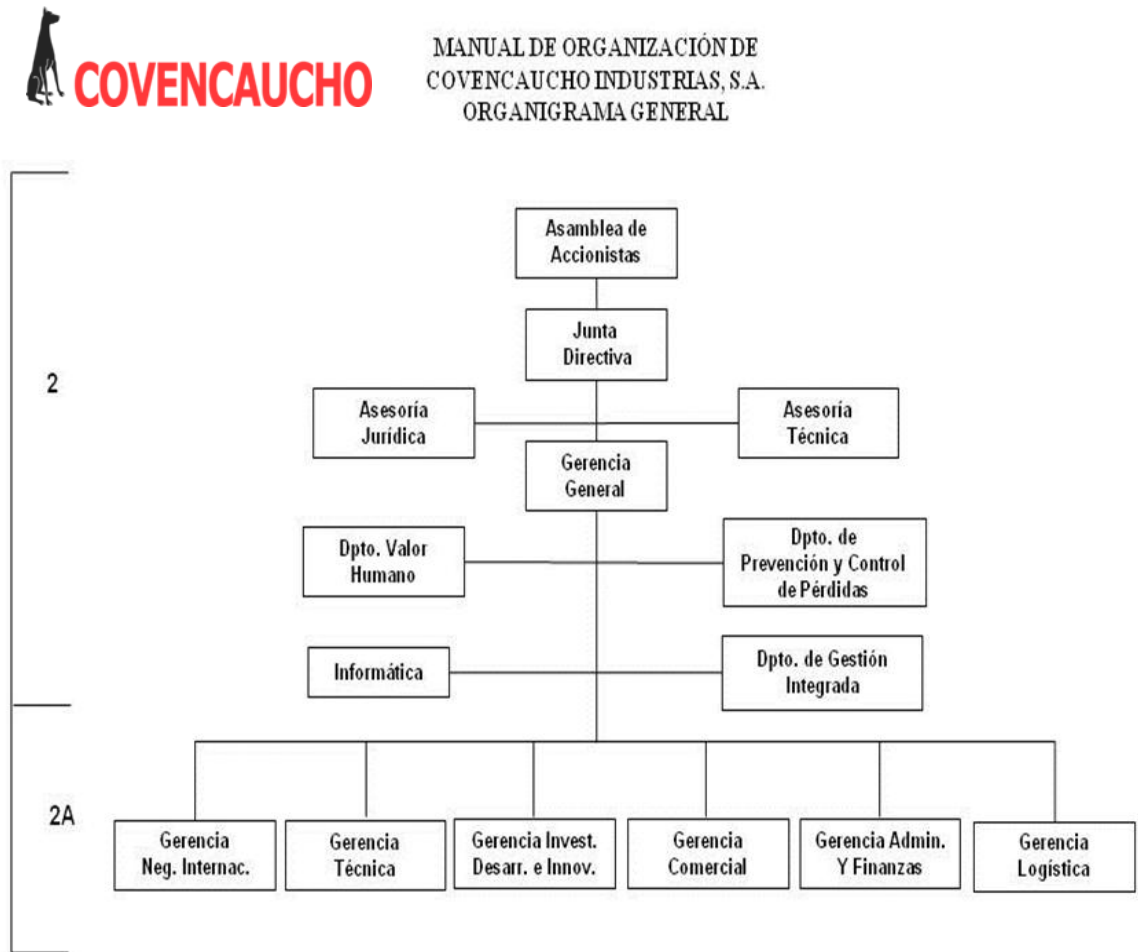 COVENCAUCHO
MANUAL DE ORGANIZACIÓN DE
COVENCAUCHO INDUSTRIAS, S.A.
ORGANIGRAMA GENERAL
2
Asamblea de
Accionistas
Junta
Directiva
Asesoría
Jurídica
Asesoría
Técnica
Gerencia
General
Dpto. Valor
Humano
Dpto. de
Prevención y Control
de Pérdidas
Informática
Dpto. de Gestión
Integrada
2A
Gerencia
Neg. Internac.
Gerencia
Técnica
Gerencia Invest.
Desarr. e Innov.
Gerencia
Comercial
Gerencia Admin.
Y Finanzas
Gerencia
Logística